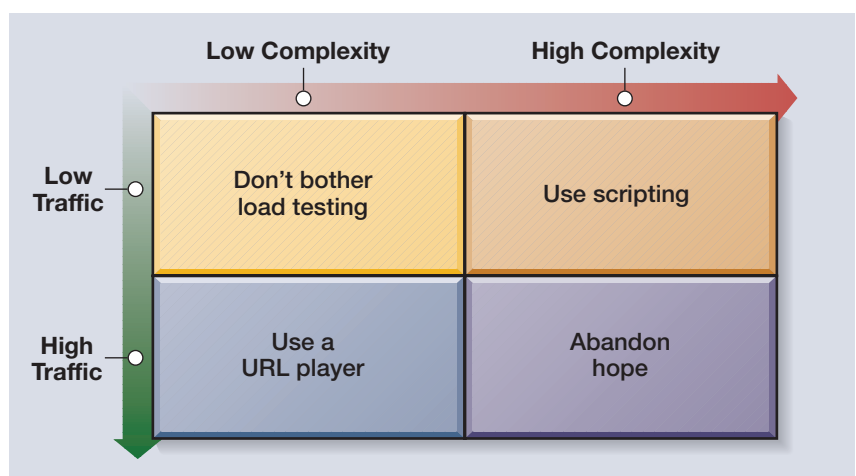 Low Complexity
High Complexity
Low
Traffic
Don't bother
load testing
Use scripting
High
Traffic
Use a
URL player
Abandon
hope